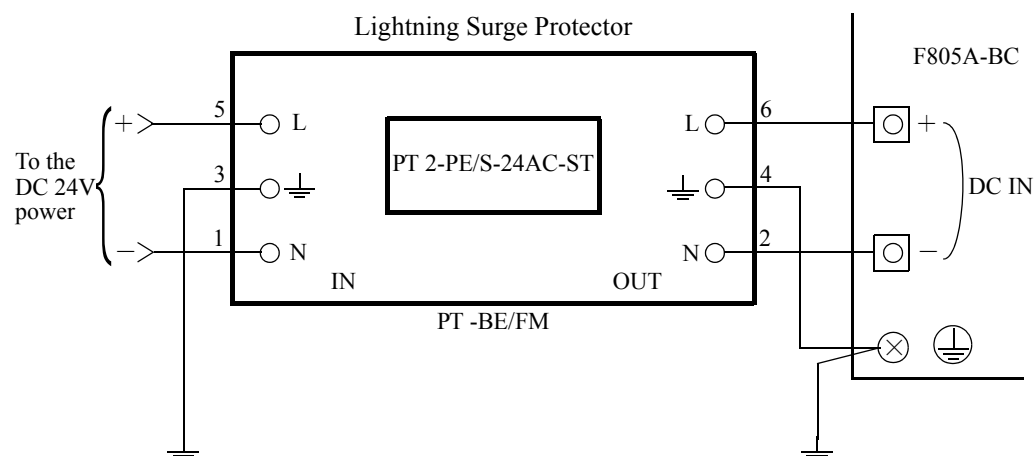 Lightning Surge Protector
F805A-BC
5
6
+
L
PT 2-PE/S-24AC-ST
L
+
To the
DC 24V
power
3
4
DC IN
1
2
−
N
N
−
IN
OUT
PT -BE/FM